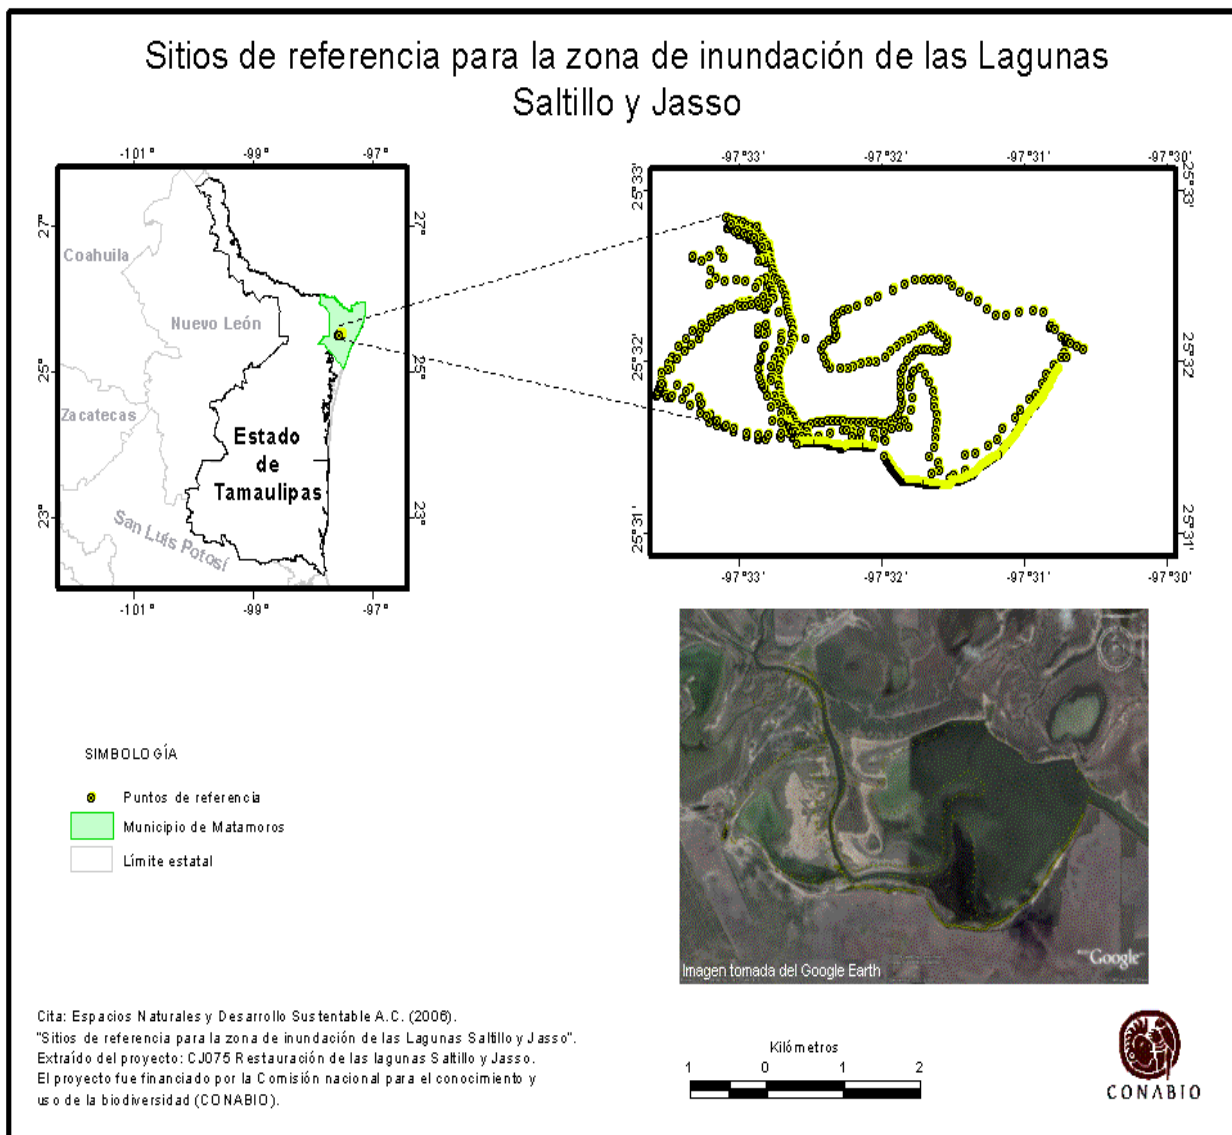 Sitios de referencia para la zona de inundación de las Lagunas
Saltillo y Jasso
-101° -99° -97°
27° 27°
25° 25°
23° 23°
-101° -99° -97°
Coahuila
Nuevo León
Zacatecas
San Luís Potosí
Estado
de
Tamaulipas
-97°33' -97°32' -97°31' -97°30'
25°33' 25°33'
25°32' 25°32'
25°31' 25°31'
-97°33' -97°32' -97°31' -97°30'
SIMBOLOGÍA
Puntos de referencia
Municipio de Matamoros
Límite estatal
Imagen tomada del Google Earth
Google
Cita: Espacios Naturales y Desarrollo Sustentable A.C. (2006).
"Sitios de referencia para la zona de inundación de las Lagunas Saltillo y Jasso".
Extraído del proyecto: CJ075 Restauración de las lagunas Saltillo y Jasso.
El proyecto fue financiado por la Comisión nacional para el conocimiento y
uso de la biodiversidad (CONABIO).
Kilómetros
1 0 1 2
CONABIO